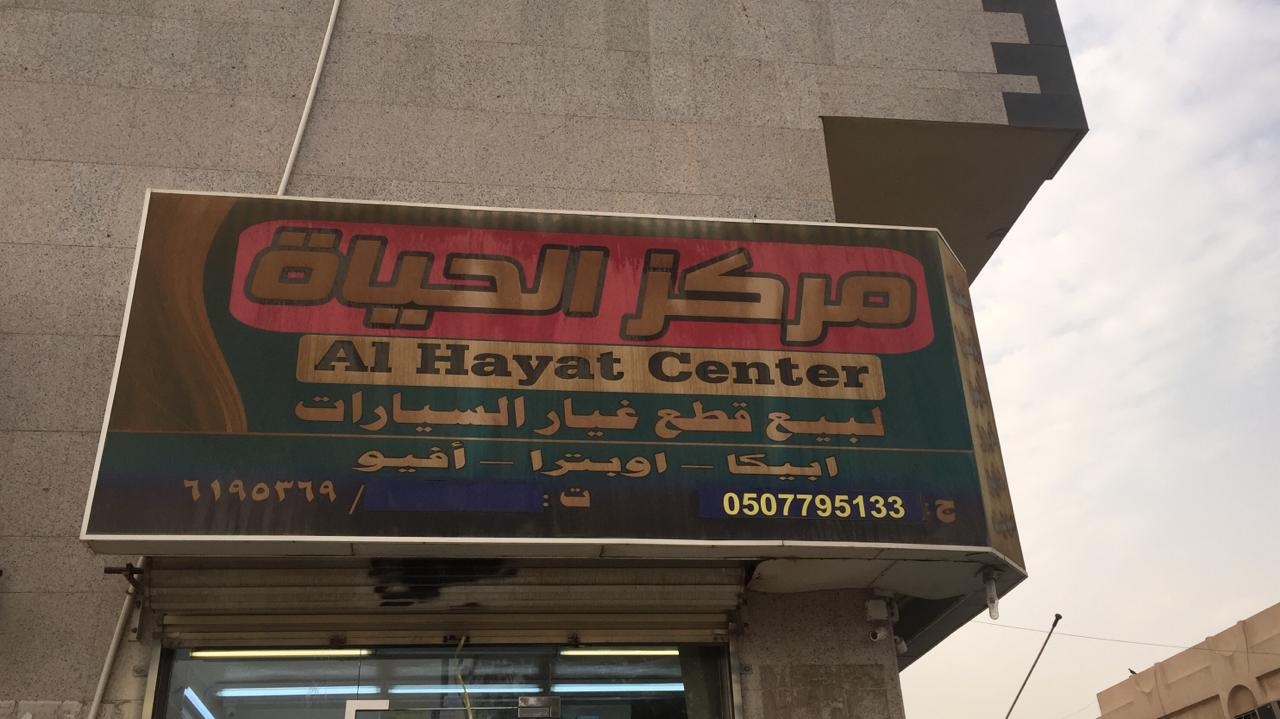 مركز الحياة
Al Hayat Center
لبيع قطع غيار السيارات
ابيكا - اوبترا - أفيو
ج: 0507795133 ت: / ٦١٩٥٣٦٩